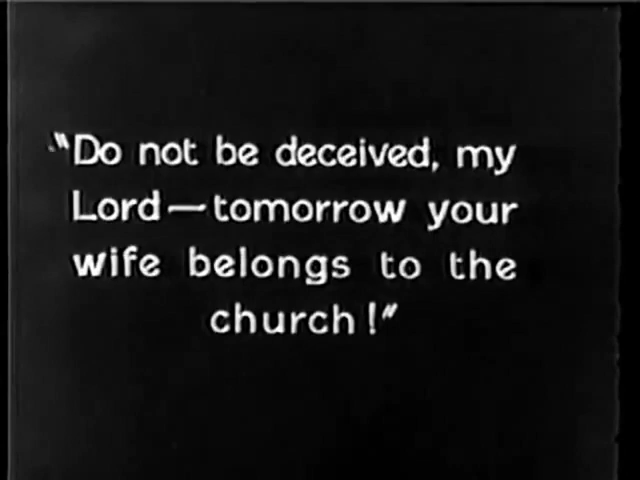 "Do not be deceived, my
Lord—tomorrow your
wife belongs to the
church!"